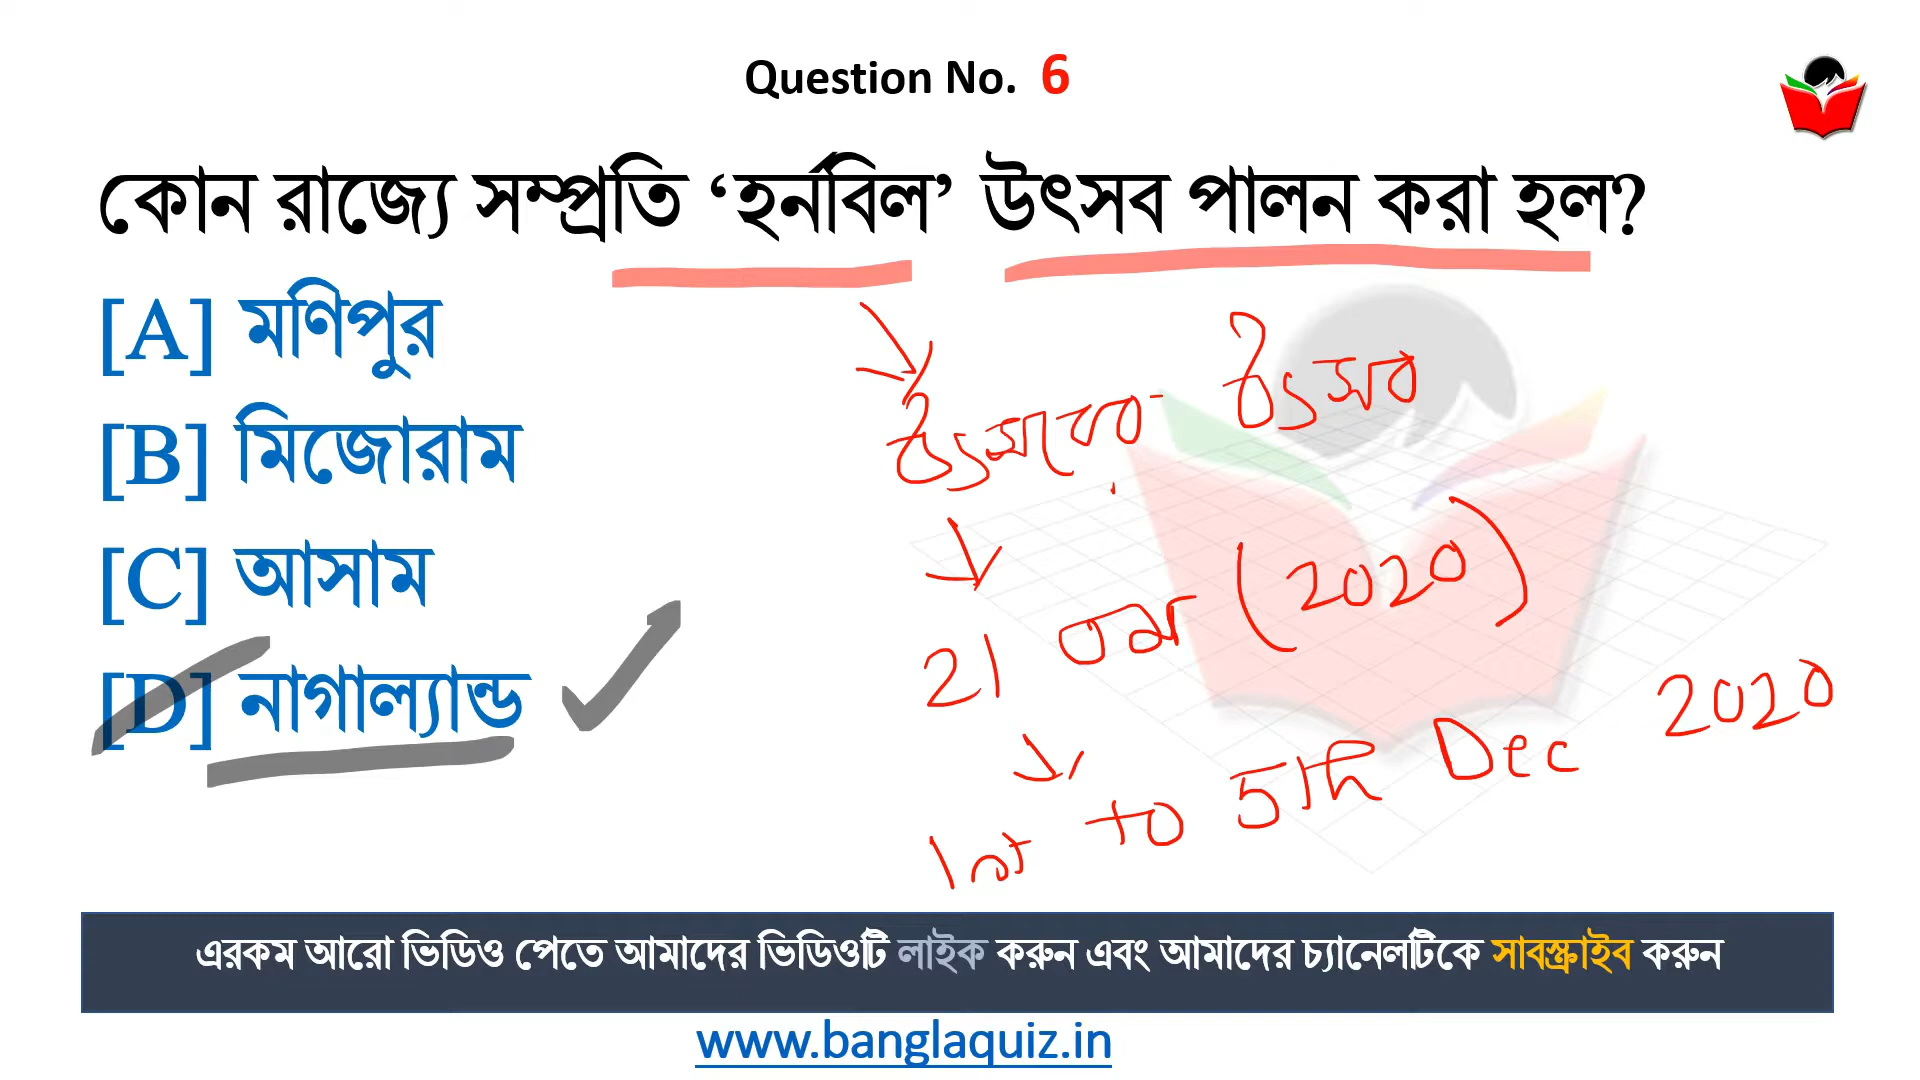 Question No. 6
কোন রাজ্যে সম্প্রতি ‘হর্নবিল’ উৎসব পালন করা হল?
[A] মণিপুর
[B] মিজোরাম
[C] আসাম
[D] নাগাল্যান্ড
উৎসবের উৎসব
21 তম (2020)
1st to 5 Dec 2020
এরকম আরো ভিডিও পেতে আমাদের ভিডিওটি লাইক করুন এবং আমাদের চ্যানেলটিকে সাবস্ক্রাইব করুন
www.banglaquiz.in